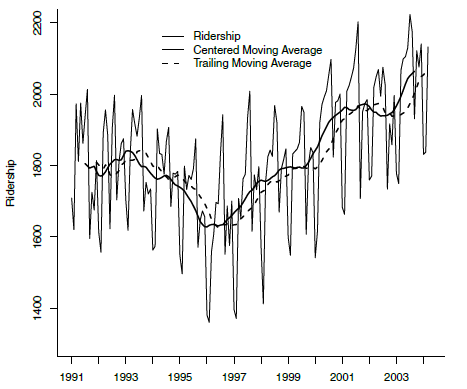 Ridership
Centered Moving Average
Trailing Moving Average
Ridership
2200
2000
1800
1600
1400
1991 1993 1995 1997 1999 2001 2003